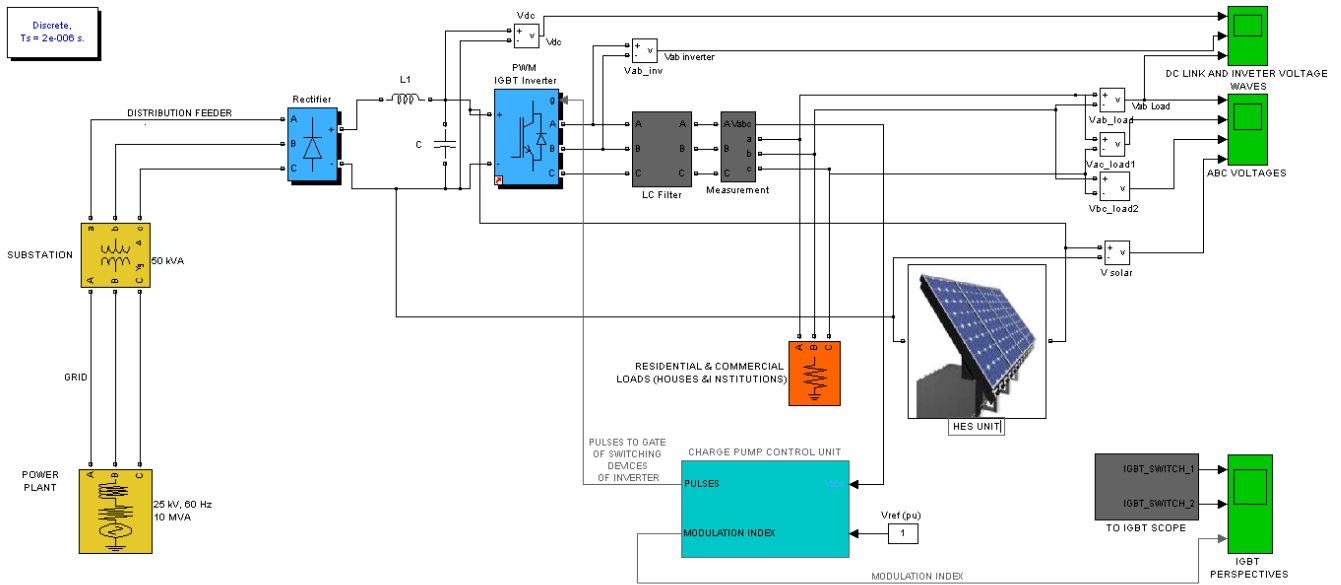 Discrete,
Ts = 2e-006 s.
Vdc
+
-
v
Vdc
DC LINK AND INVETER VOLTAGE
WAVES
+
-
v
Vab inverter
Vab_inv
PWM
IGBT Inverter
g
+
-
A
B
C
L1
C
Rectifier
A
B
C
+
-
DISTRIBUTION FEEDER
A
B
C
A
B
C
LC Filter
A
B
C
Vabc
a
b
c
Measurement
+
-
v
Vab Load
Vab_load
+
-
v
Vac_load1
+
-
v
Vbc_load2
ABC VOLTAGES
+
-
v
V solar
SUBSTATION
a
b
c
Δ
Yg
A
B
C
50 kVA
GRID
POWER
PLANT
A
B
C
25 kV, 60 Hz
10 MVA
RESIDENTIAL & COMMERCIAL
LOADS (HOUSES &I NSTITUTIONS)
A
B
C
HES UNIT
PULSES TO GATE
OF SWITCHING
DEVICES
OF INVERTER
CHARGE PUMP CONTROL UNIT
PULSES
MODULATION INDEX
Vref (pu)
1
MODULATION INDEX
IGBT_SWITCH_1
IGBT_SWITCH_2
TO IGBT SCOPE
IGBT
PERSPECTIVES